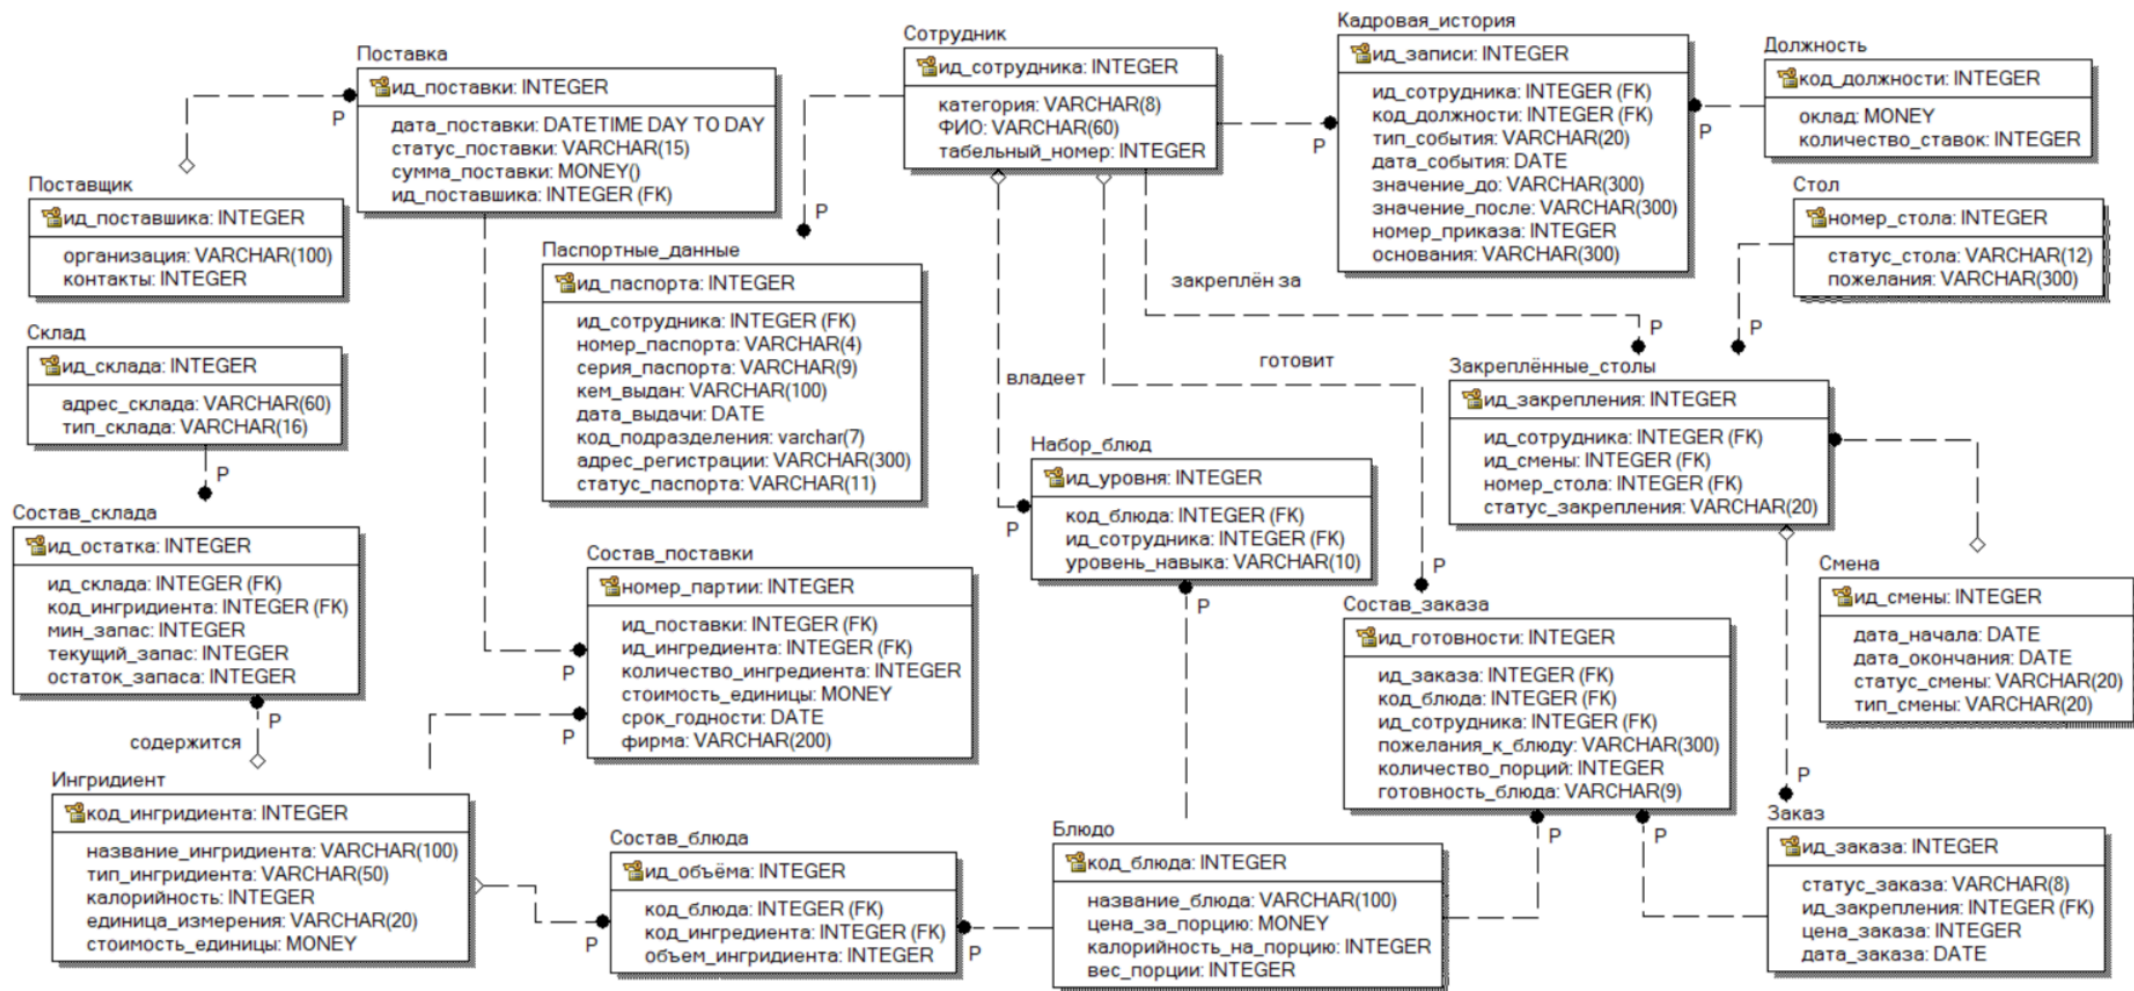 Поставка
ид_поставки: INTEGER
дата_поставки: DATETIME DAY TO DAY
статус_поставки: VARCHAR(15)
сумма_поставки: MONEY()
ид_поставшика: INTEGER (FK)
P
Поставщик
ид_поставшика: INTEGER
организация: VARCHAR(100)
контакты: INTEGER
Сотрудник
ид_сотрудника: INTEGER
категория: VARCHAR(8)
ФИО: VARCHAR(60)
табельный_номер: INTEGER
P
Кадровая_история
ид_записи: INTEGER
ид_сотрудника: INTEGER (FK)
код_должности: INTEGER (FK)
тип_события: VARCHAR(20)
дата_события: DATE
значение_до: VARCHAR(300)
значение_после: VARCHAR(300)
номер_приказа: INTEGER
основания: VARCHAR(300)
P
Должность
код_должности: INTEGER
оклад: MONEY
количество_ставок: INTEGER
Стол
номер_стола: INTEGER
статус_стола: VARCHAR(12)
пожелания: VARCHAR(300)
P
Паспортные_данные
ид_паспорта: INTEGER
ид_сотрудника: INTEGER (FK)
номер_паспорта: VARCHAR(4)
серия_паспорта: VARCHAR(9)
кем_выдан: VARCHAR(100)
дата_выдачи: DATE
код_подразделения: varchar(7)
адрес_регистрации: VARCHAR(300)
статус_паспорта: VARCHAR(11)
закреплён за
P
P
готовит
владеет
Склад
ид_склада: INTEGER
адрес_склада: VARCHAR(60)
тип_склада: VARCHAR(16)
P
Закреплённые_столы
ид_закрепления: INTEGER
ид_сотрудника: INTEGER (FK)
ид_смены: INTEGER (FK)
номер_стола: INTEGER (FK)
статус_закрепления: VARCHAR(20)
Набор_блюд
ид_уровня: INTEGER
код_блюда: INTEGER (FK)
ид_сотрудника: INTEGER (FK)
уровень_навыка: VARCHAR(10)
P
P
P
Состав_склада
ид_остатка: INTEGER
ид_склада: INTEGER (FK)
код_ингридиента: INTEGER (FK)
мин_запас: INTEGER
текущий_запас: INTEGER
остаток_запаса: INTEGER
P
содержится
Состав_поставки
номер_партии: INTEGER
ид_поставки: INTEGER (FK)
ид_ингредиента: INTEGER (FK)
количество_ингредиента: INTEGER
стоимость_единицы: MONEY
срок_годности: DATE
фирма: VARCHAR(200)
P
P
Смена
ид_смены: INTEGER
дата_начала: DATE
дата_окончания: DATE
статус_смены: VARCHAR(20)
тип_смены: VARCHAR(20)
Состав_заказа
ид_готовности: INTEGER
ид_заказа: INTEGER (FK)
код_блюда: INTEGER (FK)
ид_сотрудника: INTEGER (FK)
пожелания_к_блюду: VARCHAR(300)
количество_порций: INTEGER
готовность_блюда: VARCHAR(9)
P
P
P
Ингридиент
код_ингридиента: INTEGER
название_ингридиента: VARCHAR(100)
тип_ингридиента: VARCHAR(50)
калорийность: INTEGER
единица_измерения: VARCHAR(20)
стоимость_единицы: MONEY
Состав_блюда
ид_объёма: INTEGER
код_блюда: INTEGER (FK)
код_ингредиента: INTEGER (FK)
объем_ингридиента: INTEGER
P
P
Блюдо
код_блюда: INTEGER
название_блюда: VARCHAR(100)
цена_за_порцию: MONEY
калорийность_на_порцию: INTEGER
вес_порции: INTEGER
Заказ
ид_заказа: INTEGER
статус_заказа: VARCHAR(8)
ид_закрепления: INTEGER (FK)
цена_заказа: INTEGER
дата_заказа: DATE